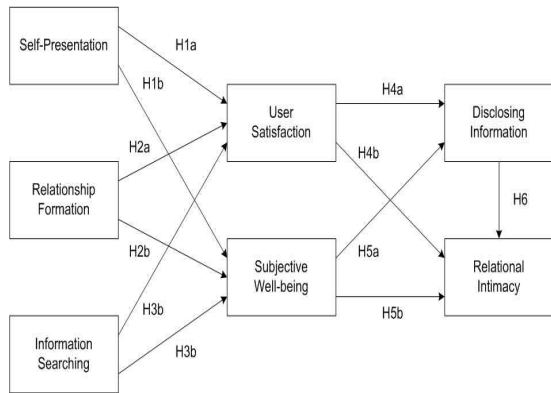 Self-Presentation
H1a
H1b
User
Satisfaction
H4a
Disclosing
Information
H2a
H4b
Relationship
Formation
H6
H2b
Subjective
Well-being
H5a
Relational
Intimacy
H3b
H5b
Information
Searching
H3b